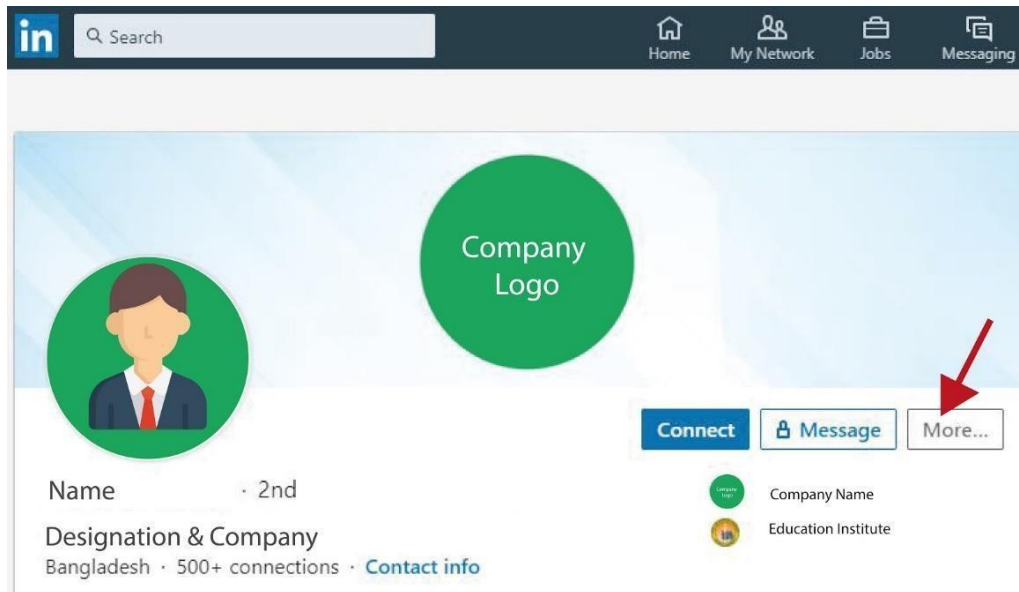 in Search
Home My Network Jobs Messaging
Company
Logo
Connect Message More...
Name · 2nd
Company Name
Designation & Company
Education Institute
Bangladesh · 500+ connections · Contact info